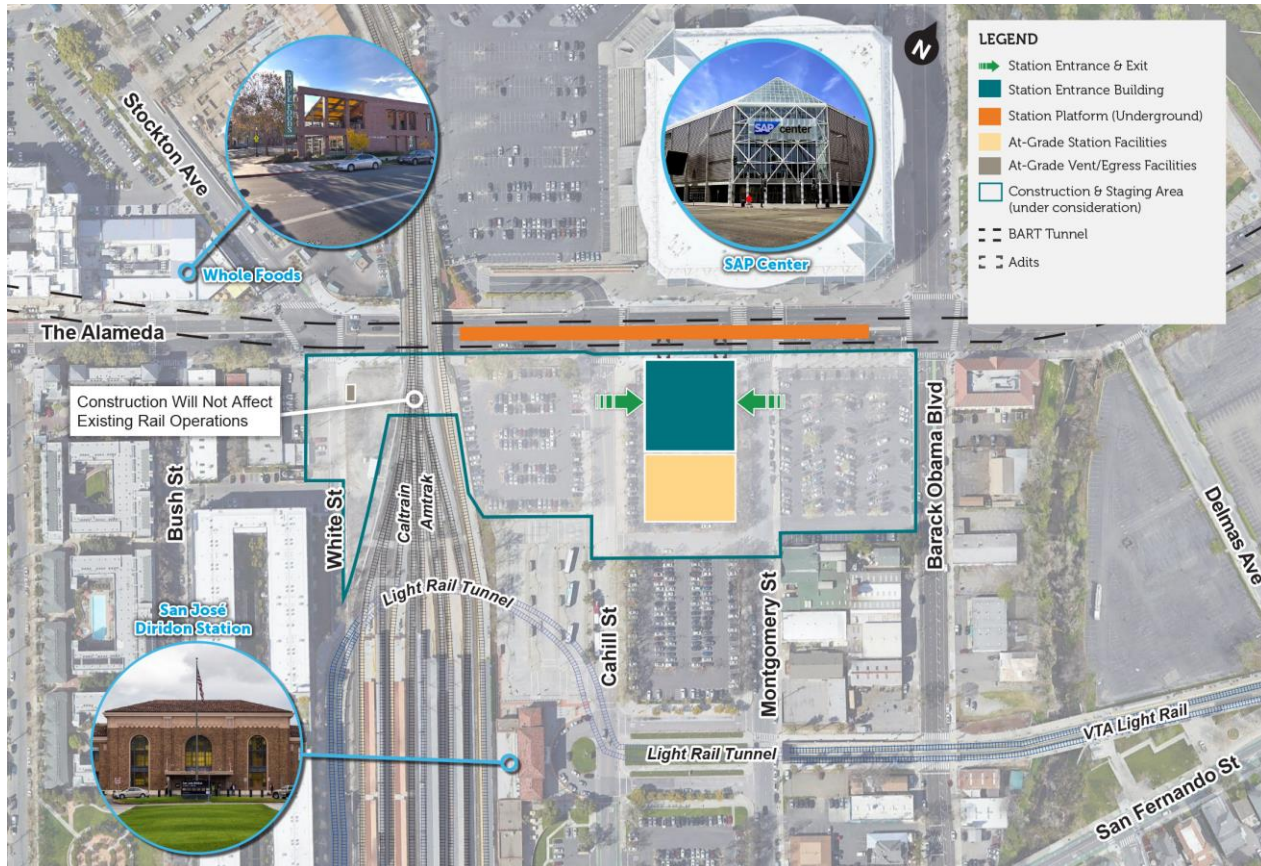 LEGEND
Station Entrance & Exit
Station Entrance Building
Station Platform (Underground)
At-Grade Station Facilities
At-Grade Vent/Egress Facilities
Construction & Staging Area
(under consideration)
BART Tunnel
Adits
N
Stockton Ave
Whole Foods
SAP center
SAP Center
The Alameda
Construction Will Not Affect
Existing Rail Operations
Bush St
White St
Caltrain
Amtrak
Barack Obama Blvd
Delmas Ave
Light Rail Tunnel
Cahill St
Montgomery St
San José
Diridon Station
Light Rail Tunnel
VTA Light Rail
San Fernando St